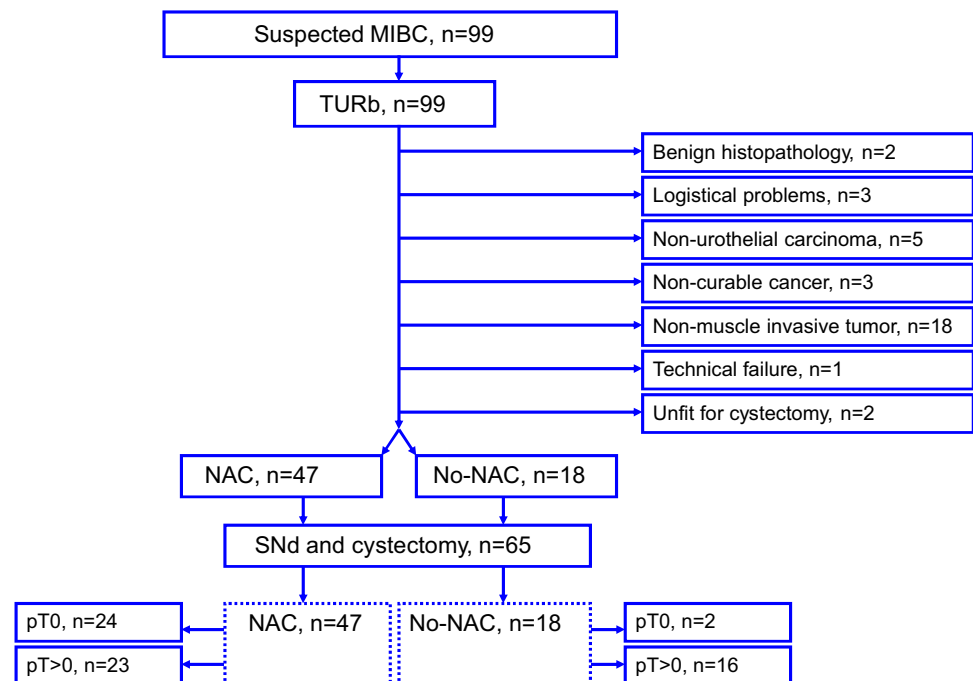 Suspected MIBC, n=99
TURb, n=99
Benign histopathology, n=2
Logistical problems, n=3
Non-urothelial carcinoma, n=5
Non-curable cancer, n=3
Non-muscle invasive tumor, n=18
Technical failure, n=1
Unfit for cystectomy, n=2
NAC, n=47
No-NAC, n=18
SNd and cystectomy, n=65
pT0, n=24
NAC, n=47
No-NAC, n=18
pT0, n=2
pT>0, n=23
pT>0, n=16